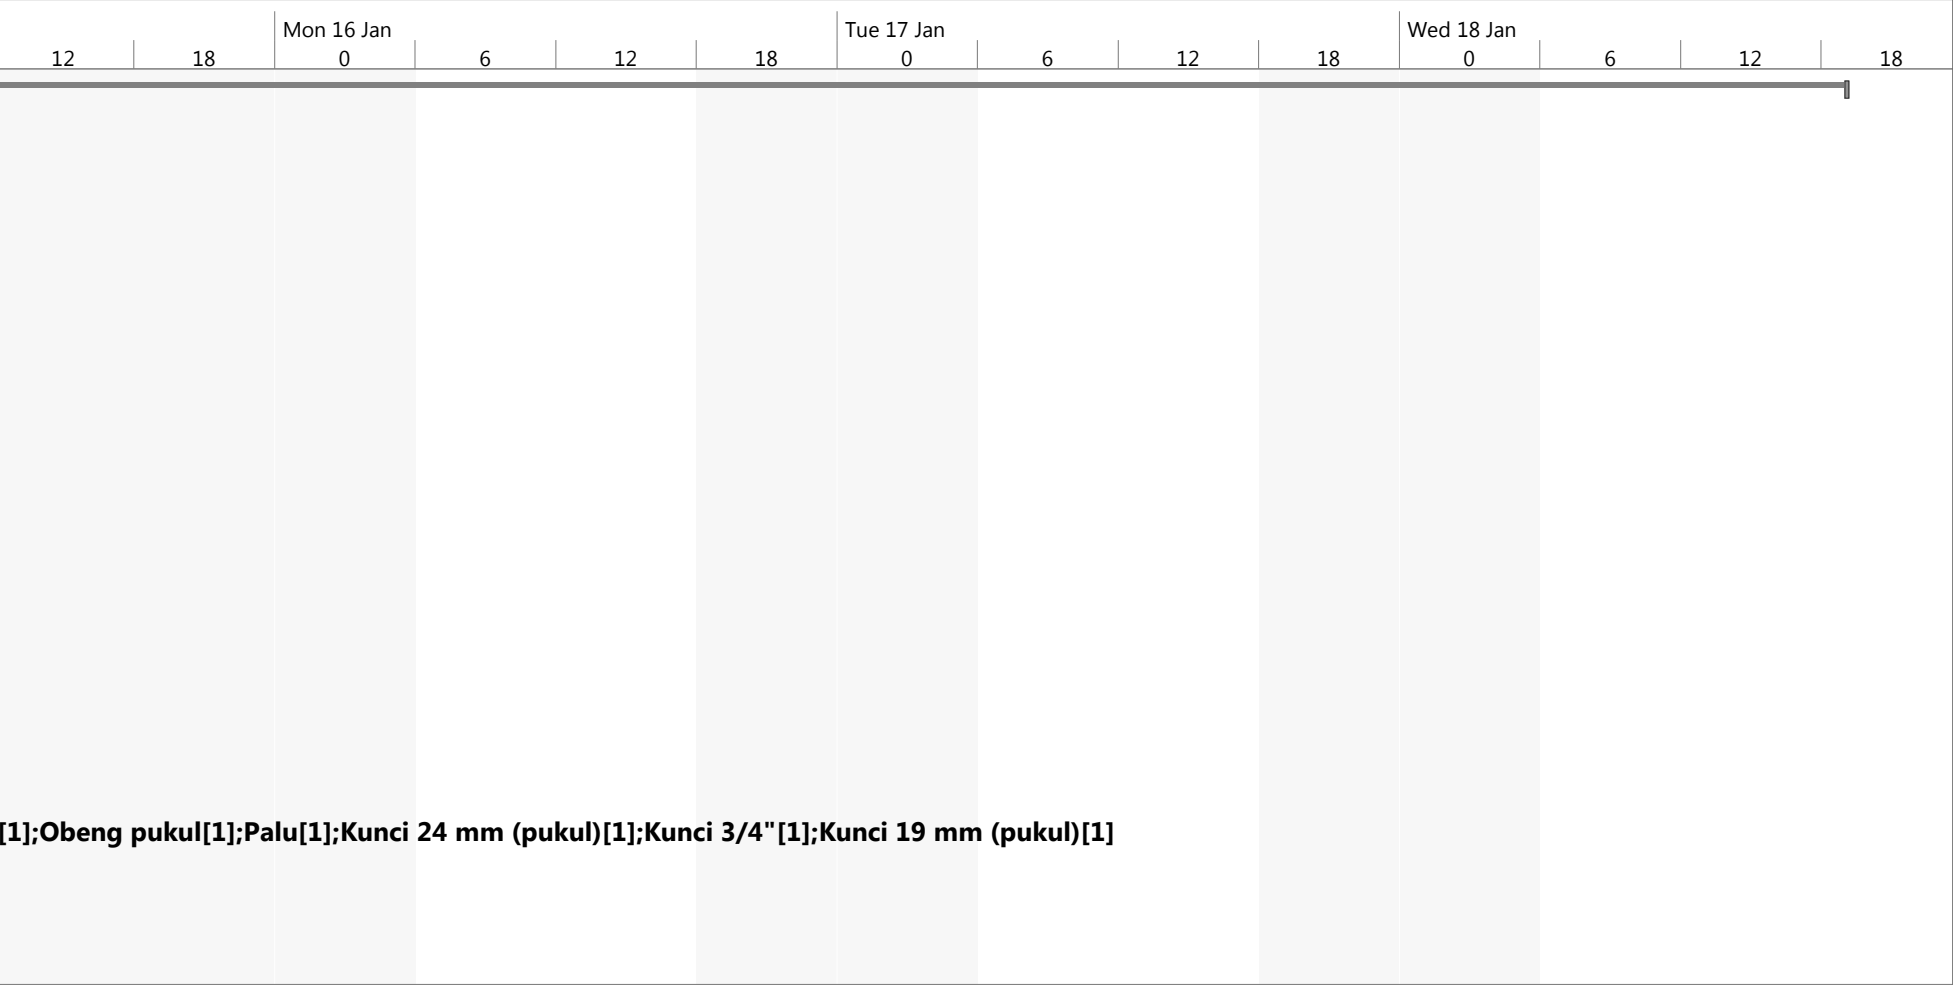 Mon 16 Jan Tue 17 Jan Wed 18 Jan
12 18 0 6 12 18 0 6 12 18 0 6 12 18
[1];Obeng pukul[1];Palu[1];Kunci 24 mm (pukul)[1];Kunci 3/4"[1];Kunci 19 mm (pukul)[1]